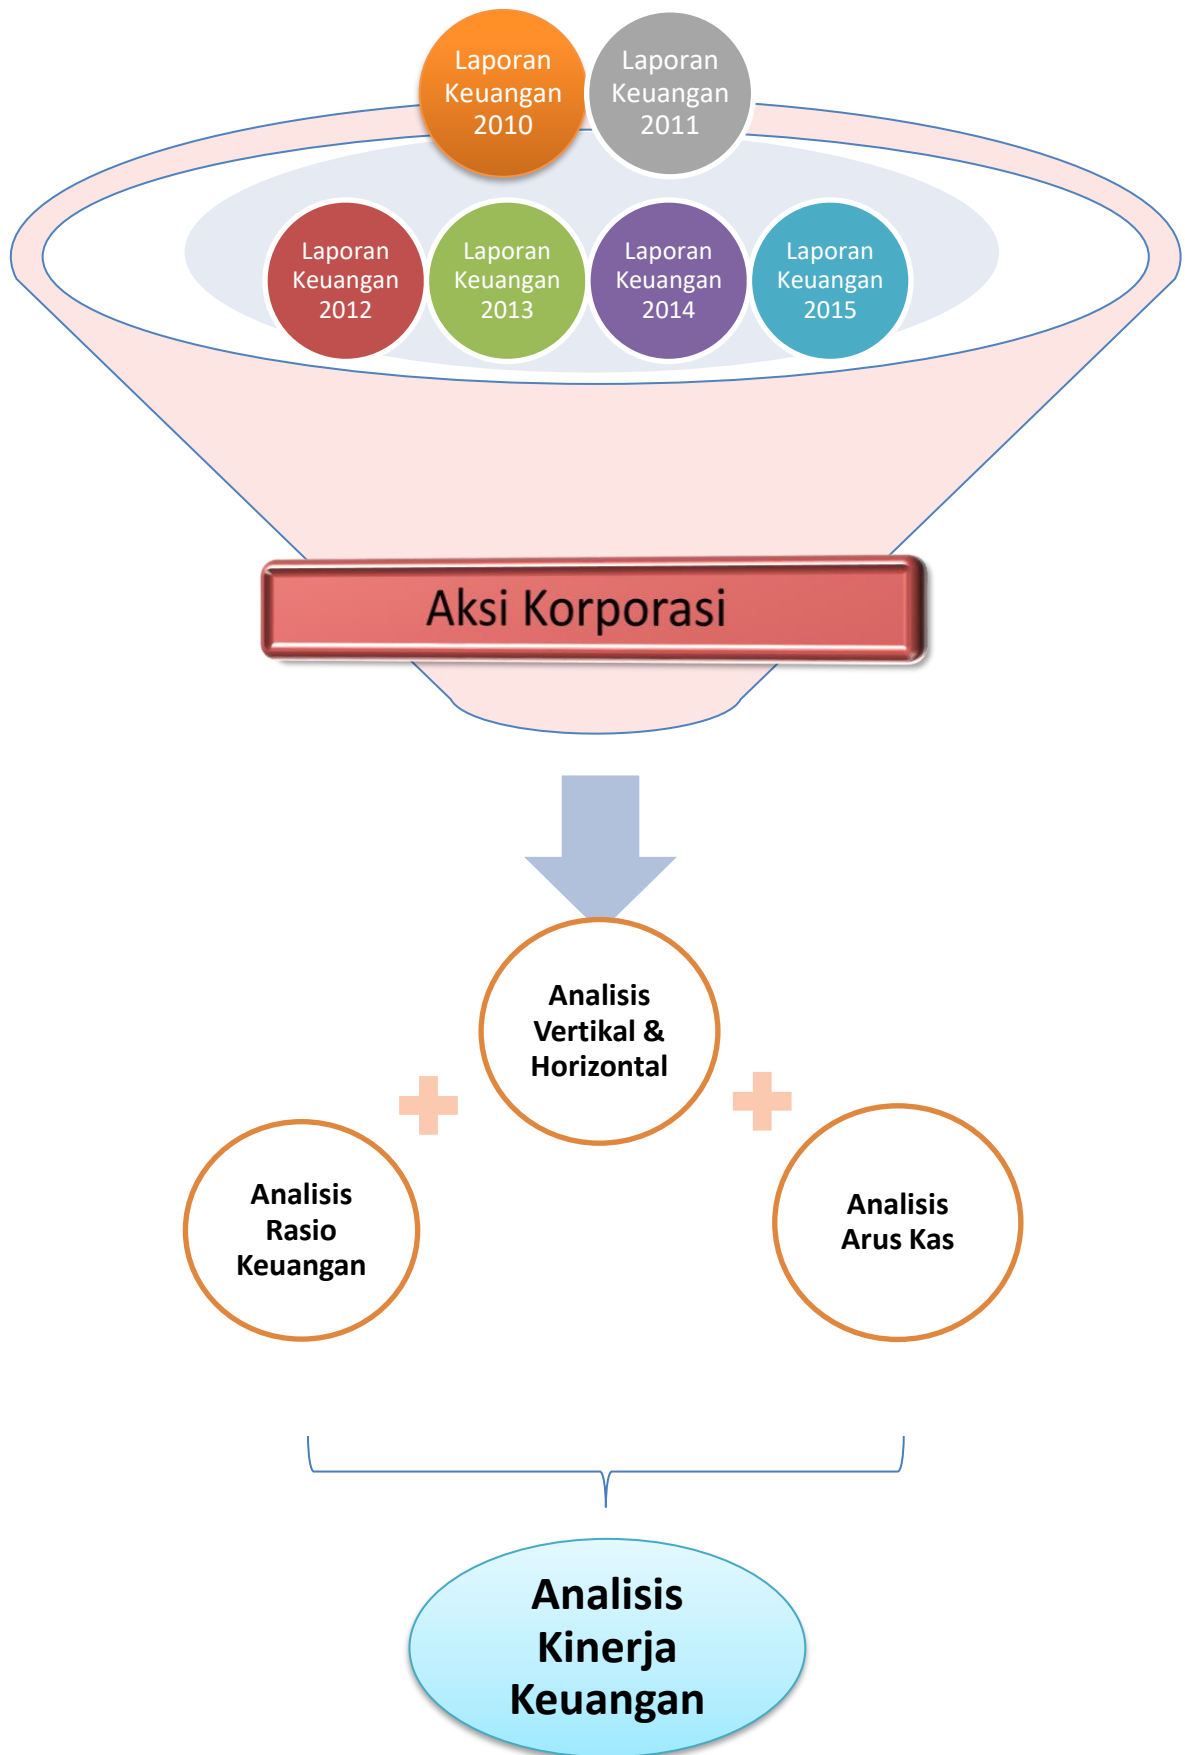 Laporan
Keuangan
2010
Laporan
Keuangan
2011
Laporan
Keuangan
2012
Laporan
Keuangan
2013
Laporan
Keuangan
2014
Laporan
Keuangan
2015
Aksi Korporasi
Analisis
Vertikal &
Horizontal
Analisis
Rasio
Keuangan
Analisis
Arus Kas
Analisis
Kinerja
Keuangan